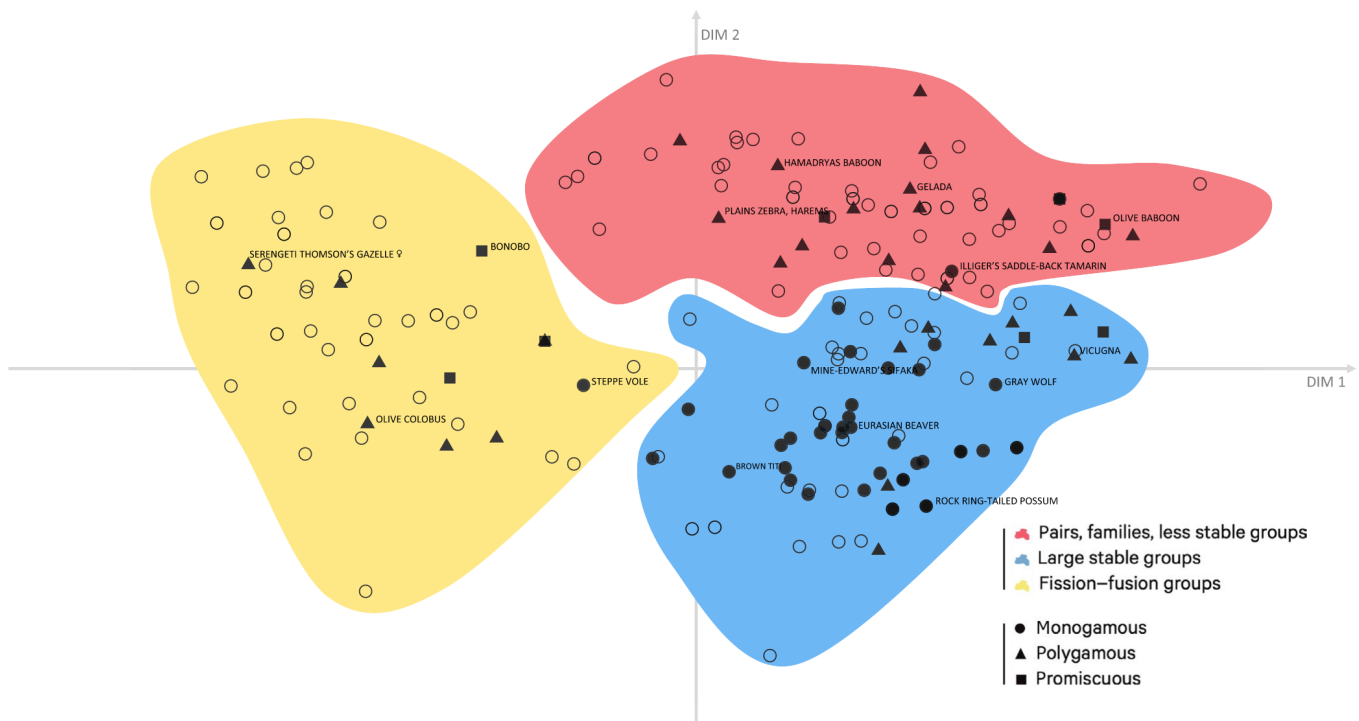 DIM 2
HAMADRYAS BABOON
GELADA
PLAINS ZEBRA, HAREMS
OLIVE BABOON
BONOBO
SERENGETI THOMSON'S GAZELLE ♀
ILLIGER'S SADDLE-BACK TAMARIN
VICUGNA
MINE-EDWARD'S SIFAKA
DIM 1
STEPPE VOLE
GRAY WOLF
OLIVE COLOBUS
EURASIAN BEAVER
BROWN TITI
ROCK RING-TAILED POSSUM
Pairs, families, less stable groups
Large stable groups
Fission–fusion groups
Monogamous
Polygamous
Promiscuous